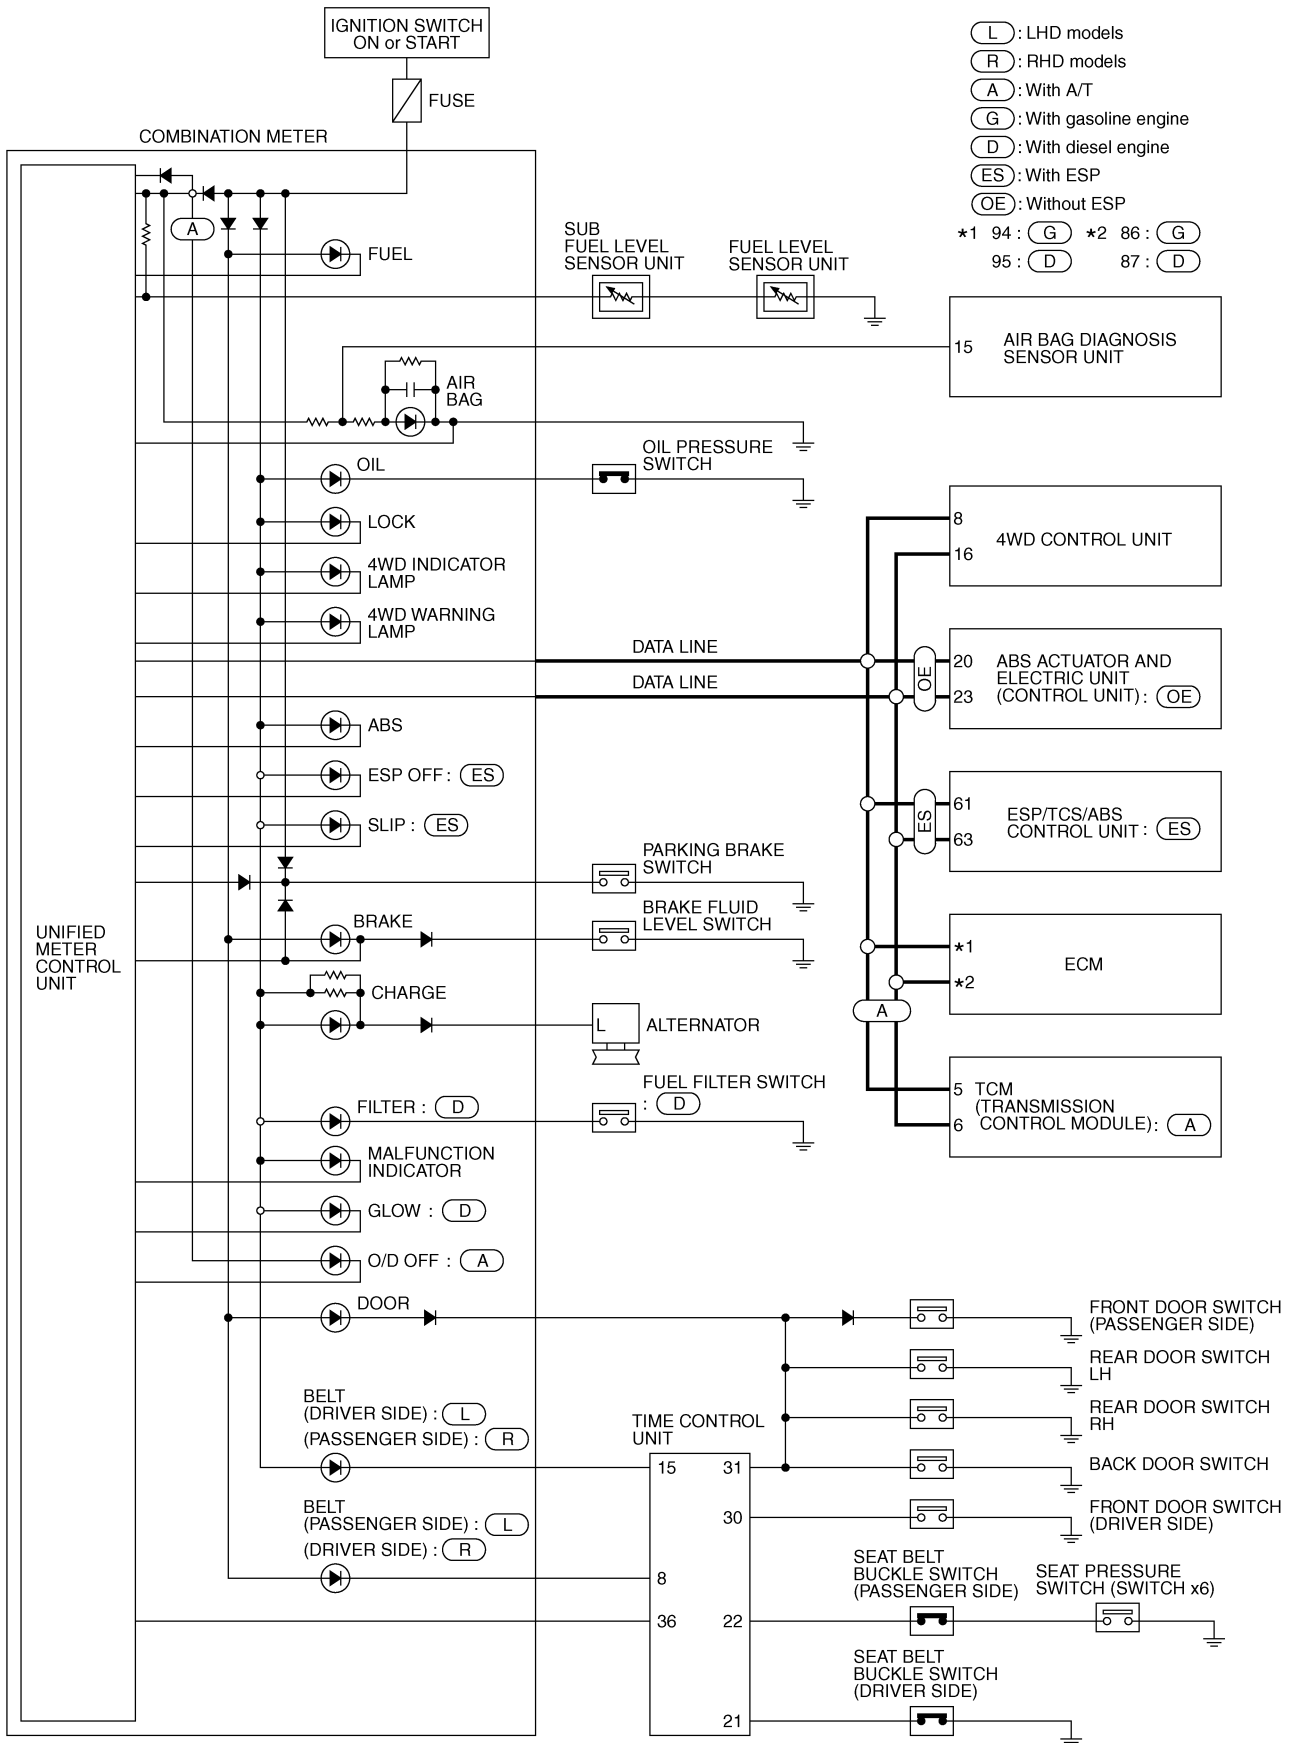 IGNITION SWITCH
ON or START
FUSE
COMBINATION METER
L : LHD models
R : RHD models
A : With A/T
G : With gasoline engine
D : With diesel engine
ES : With ESP
OE : Without ESP
*1 94 : G *2 86 : G
95 : D 87 : D
A
FUEL
SUB
FUEL LEVEL
SENSOR UNIT
FUEL LEVEL
SENSOR UNIT
15 AIR BAG DIAGNOSIS
SENSOR UNIT
AIR
BAG
OIL
OIL PRESSURE
SWITCH
LOCK
8
4WD CONTROL UNIT
16
4WD INDICATOR
LAMP
4WD WARNING
LAMP
DATA LINE
DATA LINE
OE
20 ABS ACTUATOR AND
ELECTRIC UNIT
23 (CONTROL UNIT) : OE
ABS
ESP OFF : ES
SLIP : ES
ES
61
ESP/TCS/ABS
CONTROL UNIT : ES
63
PARKING BRAKE
SWITCH
BRAKE
BRAKE FLUID
LEVEL SWITCH
UNIFIED
METER
CONTROL
UNIT
*1
ECM
*2
A
CHARGE
L ALTERNATOR
FUEL FILTER SWITCH
: D
FILTER : D
5 TCM
(TRANSMISSION
6 CONTROL MODULE) : A
MALFUNCTION
INDICATOR
GLOW : D
O/D OFF : A
DOOR
FRONT DOOR SWITCH
(PASSENGER SIDE)
REAR DOOR SWITCH
LH
REAR DOOR SWITCH
RH
BACK DOOR SWITCH
FRONT DOOR SWITCH
(DRIVER SIDE)
BELT
(DRIVER SIDE) : L
(PASSENGER SIDE) : R
TIME CONTROL
UNIT
15 31
30
BELT
(PASSENGER SIDE) : L
(DRIVER SIDE) : R
8
36 22
21
SEAT BELT
BUCKLE SWITCH
(PASSENGER SIDE)
SEAT PRESSURE
SWITCH (SWITCH x6)
SEAT BELT
BUCKLE SWITCH
(DRIVER SIDE)